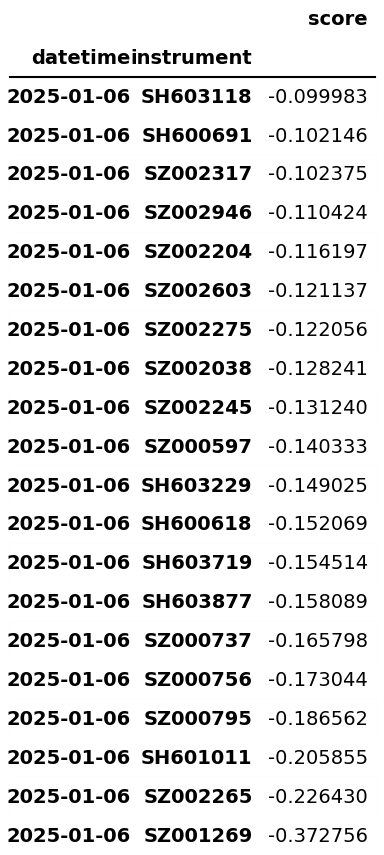 score
datetime instrument
2025-01-06 SH603118 -0.099983
2025-01-06 SH600691 -0.102146
2025-01-06 SZ002317 -0.102375
2025-01-06 SZ002946 -0.110424
2025-01-06 SZ002204 -0.116197
2025-01-06 SZ002603 -0.121137
2025-01-06 SZ002275 -0.122056
2025-01-06 SZ002038 -0.128241
2025-01-06 SZ002245 -0.131240
2025-01-06 SZ000597 -0.140333
2025-01-06 SH603229 -0.149025
2025-01-06 SH600618 -0.152069
2025-01-06 SH603719 -0.154514
2025-01-06 SH603877 -0.158089
2025-01-06 SZ000737 -0.165798
2025-01-06 SZ000756 -0.173044
2025-01-06 SZ000795 -0.186562
2025-01-06 SH601011 -0.205855
2025-01-06 SZ002265 -0.226430
2025-01-06 SZ001269 -0.372756